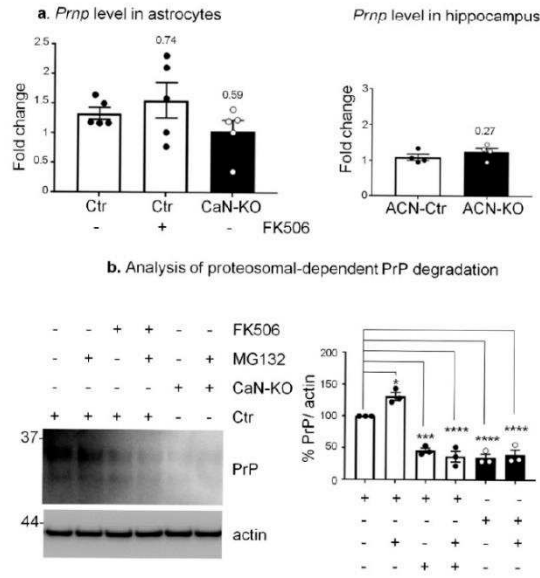 a. Prnp level in astrocytes
Prnp level in hippocampus
Fold change
2.5
2
1.5
1
0.5
0
0.74
0.59
Ctr Ctr CaN-KO
- + - FK506
Fold change
3
2
1
0
0.27
ACN-Ctr ACN-KO
b. Analysis of proteosomal-dependent PrP degradation
- - + + - - FK506
- + - + - + MG132
- - - - + + CaN-KO
+ + + + - - Ctr
37
PrP
44
actin
% PrP/ actin
200
150
100
50
0
* *** **** **** ****
+ + + + - -
- - - - + +
- + - + - +
- - + + - -